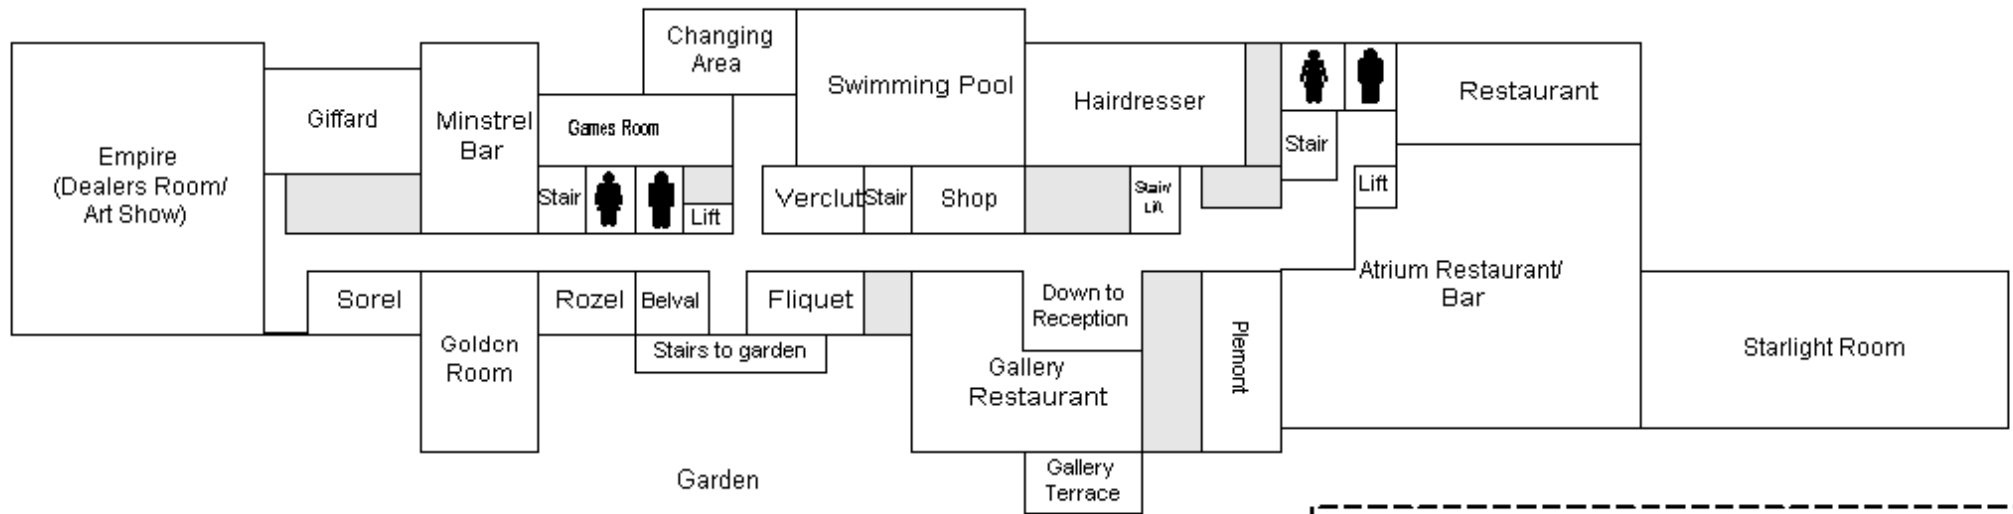 Changing
Area
Swimming Pool
Hairdresser
Restaurant
Giffard
Minstrel
Bar
Games Room
Empire
(Dealers Room/
Art Show)
Stair
Lift
Verclut
Stair
Shop
Stair/
Lift
Stair
Lift
Sorel
Rozel
Belval
Fliquet
Down to
Reception
Atrium Restaurant/
Bar
Golden
Room
Stairs to garden
Gallery
Restaurant
Plemont
Starlight Room
Garden
Gallery
Terrace